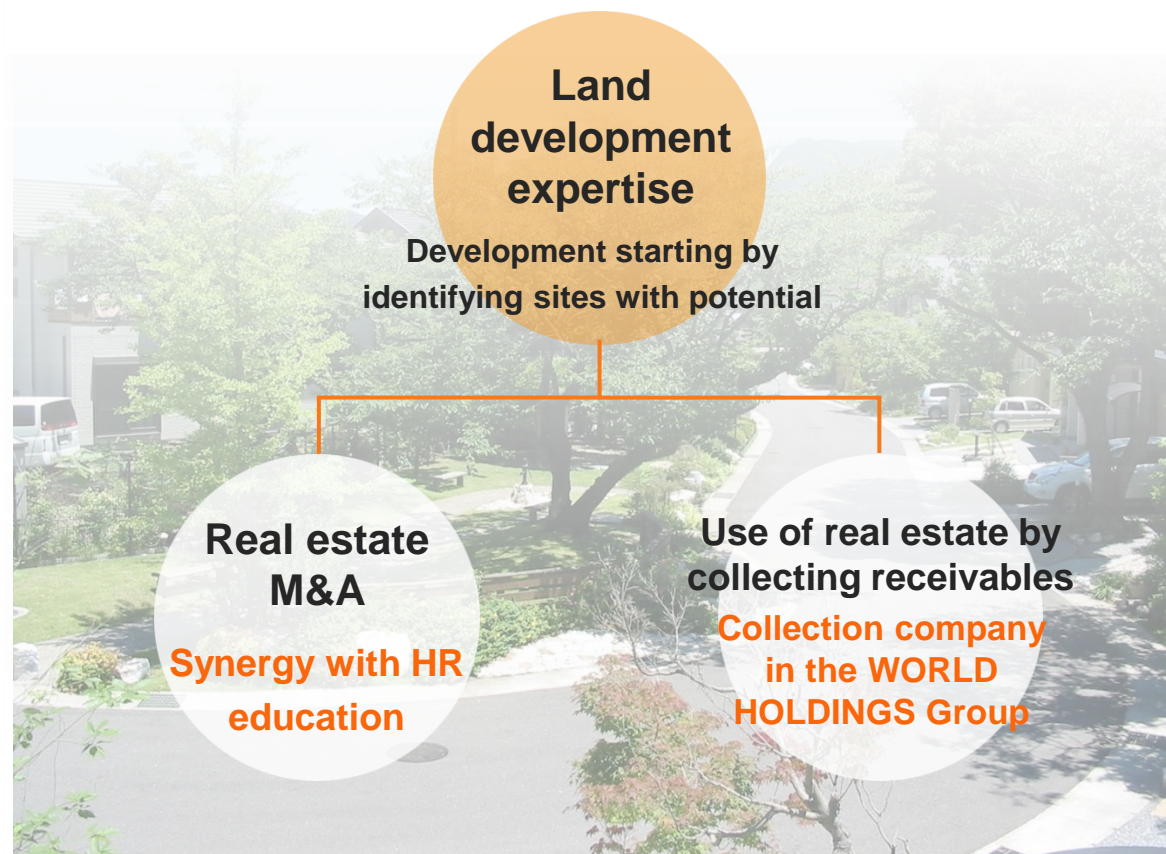 Land
development
expertise
Development starting by
identifying sites with potential
Real estate
M&A
Synergy with HR
education
Use of real estate by
collecting receivables
Collection company
in the WORLD
HOLDINGS Group